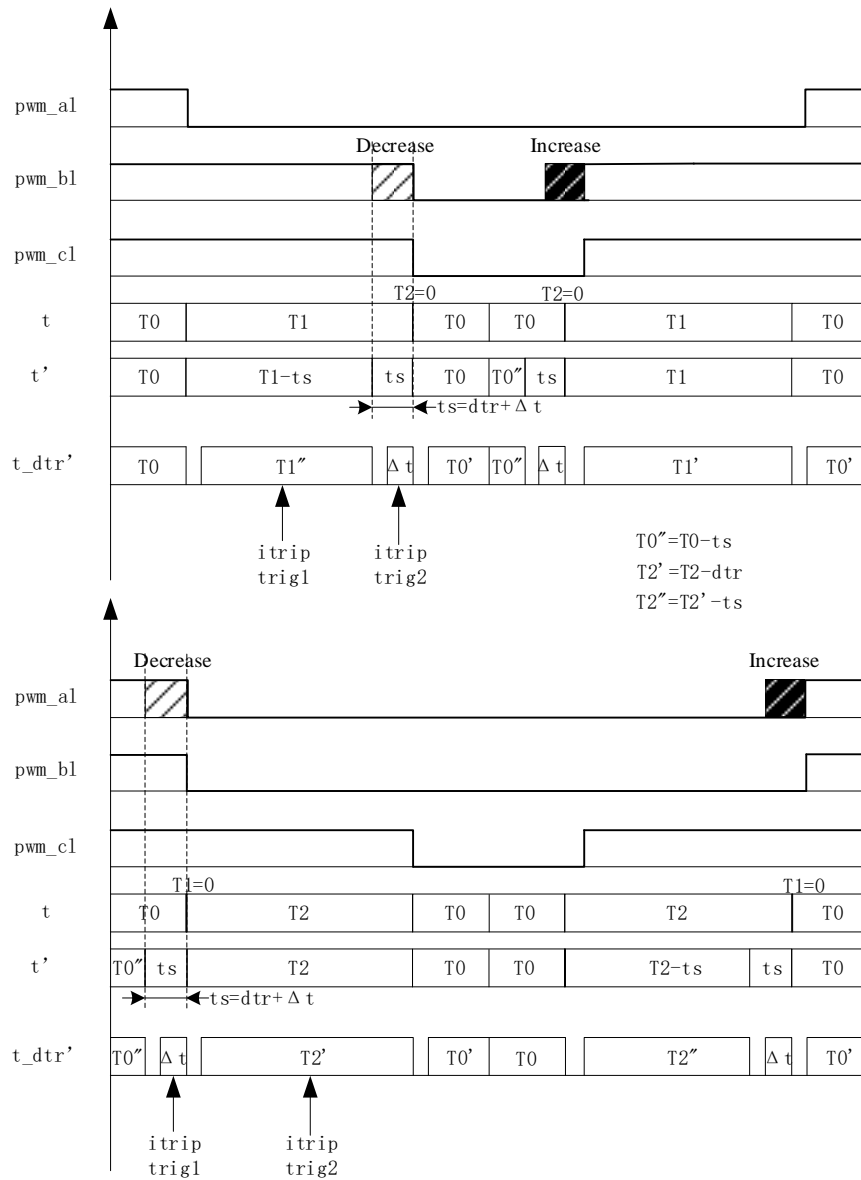 pwm_al
Decrease Increase
pwm_bl
pwm_cl
T2=0 T2=0
t T0 T1 T0 T0 T1 T0
t' T0 T1-ts ts T0 T0" ts T1 T0
ts=dtr+Δt
t_dtr' T0 T1" Δt T0' T0" Δt T1' T0'
itrip itrip
trig1 trig2
T0"=T0-ts
T2'=T2-dtr
T2"=T2'-ts
Decrease Increase
pwm_al
pwm_bl
pwm_cl
T1=0 T1=0
t T0 T2 T0 T0 T2 T0
t' T0" ts T2 T0 T0 T2-ts ts T0
ts=dtr+Δt
t_dtr' T0" Δt T2' T0' T0 T2" Δt T0'
itrip itrip
trig1 trig2